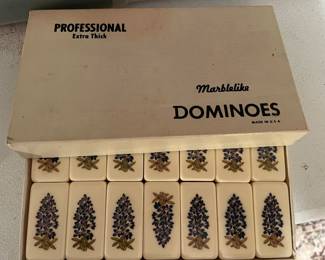 PROFESSIONAL
Extra Thick
Marblelike
DOMINOES
MADE IN U.S.A.